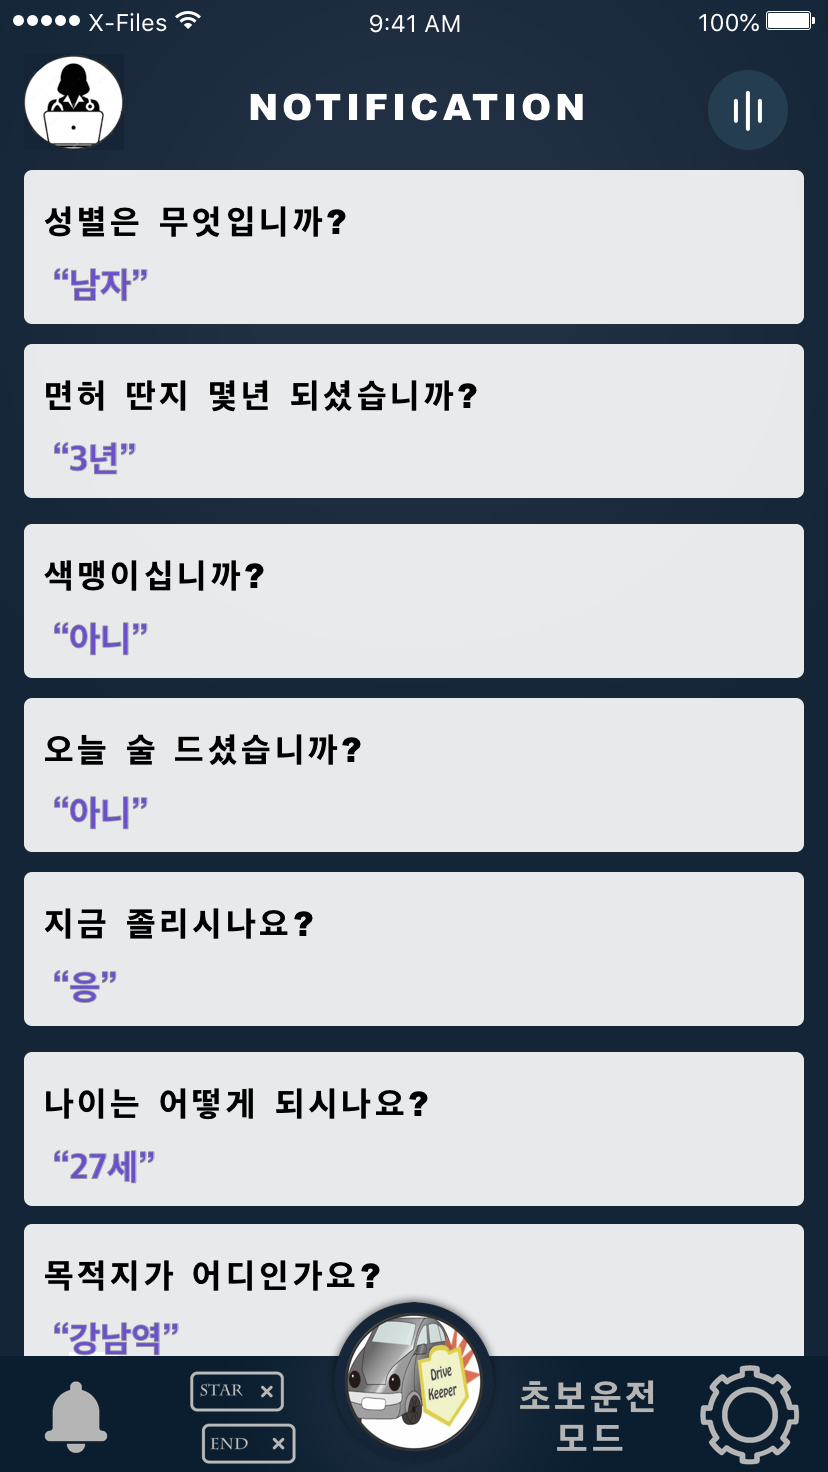 X-Files
9:41 AM
100%
NOTIFICATION
성별은 무엇입니까?
“남자”
면허 딴지 몇년 되셨습니까?
“3년”
색맹이십니까?
“아니”
오늘 술 드셨습니까?
“아니”
지금 졸리시나요?
“응”
나이는 어떻게 되시나요?
“27세”
목적지가 어디인가요?
“강남역”
STAR ×
END ×
Drive
Keeper
초보운전
모드